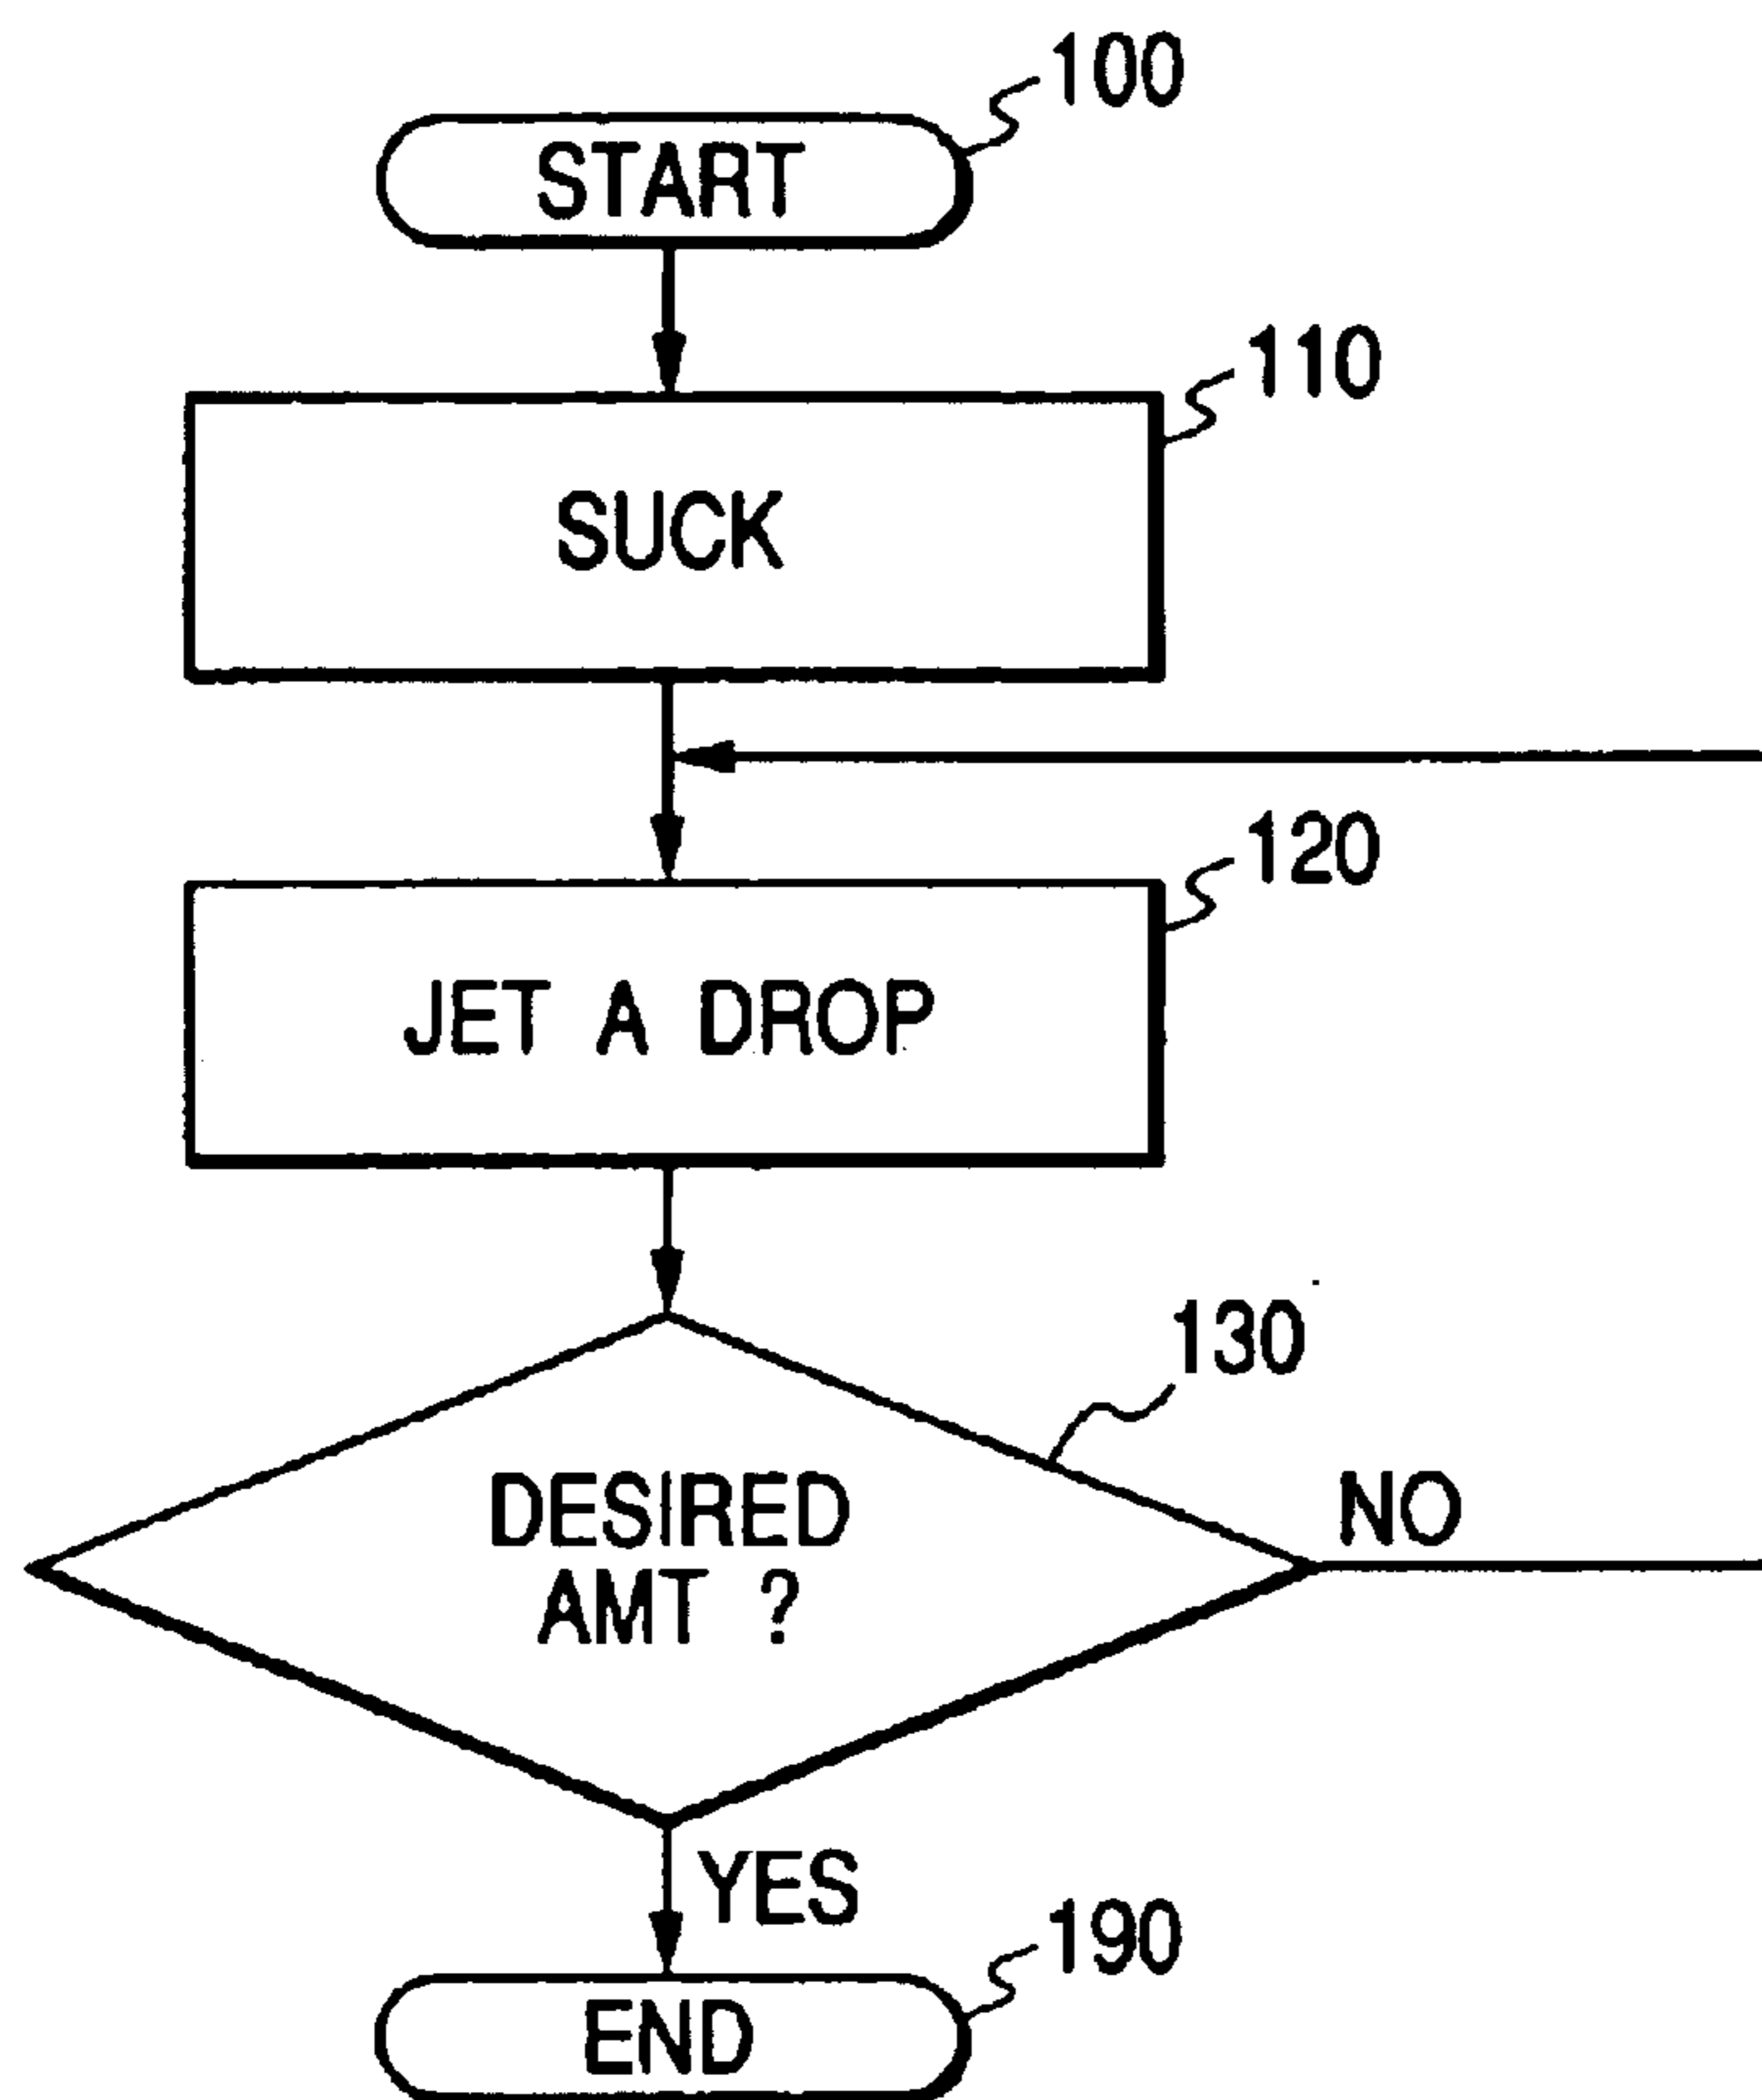 100
START
110
SUCK
120
JET A DROP
130
DESIRED
AMT ?
NO
YES
190
END